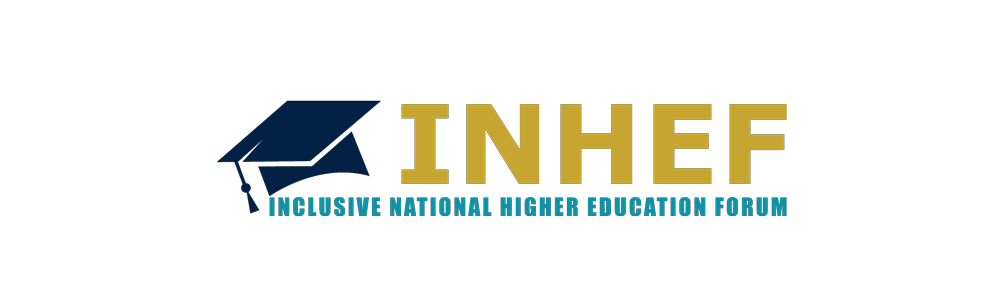 INHEF
INCLUSIVE NATIONAL HIGHER EDUCATION FORUM